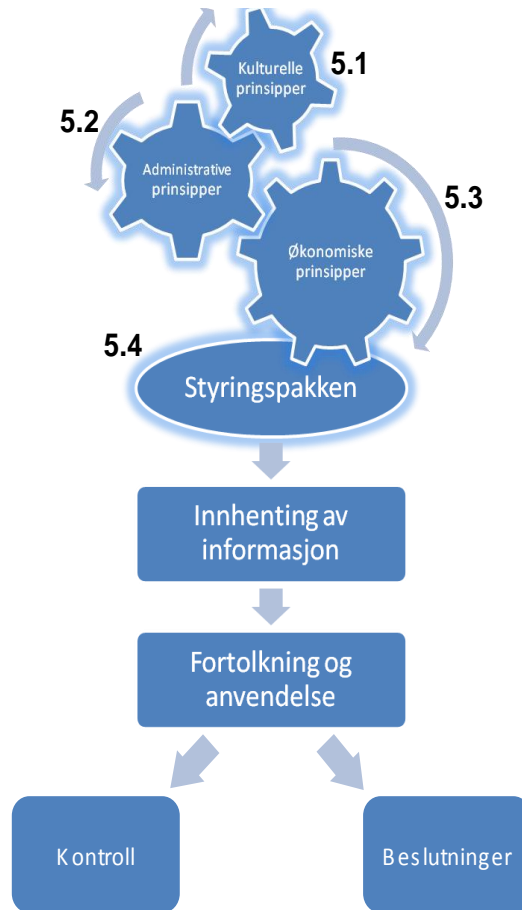 Kulturelle
prinsipper
5.1
5.2
Administrative
prinsipper
5.3
Økonomiske
prinsipper
5.4
Styringspakken
Innhenting av
informasjon
Fortolkning og
anvendelse
Kontroll
Beslutninger